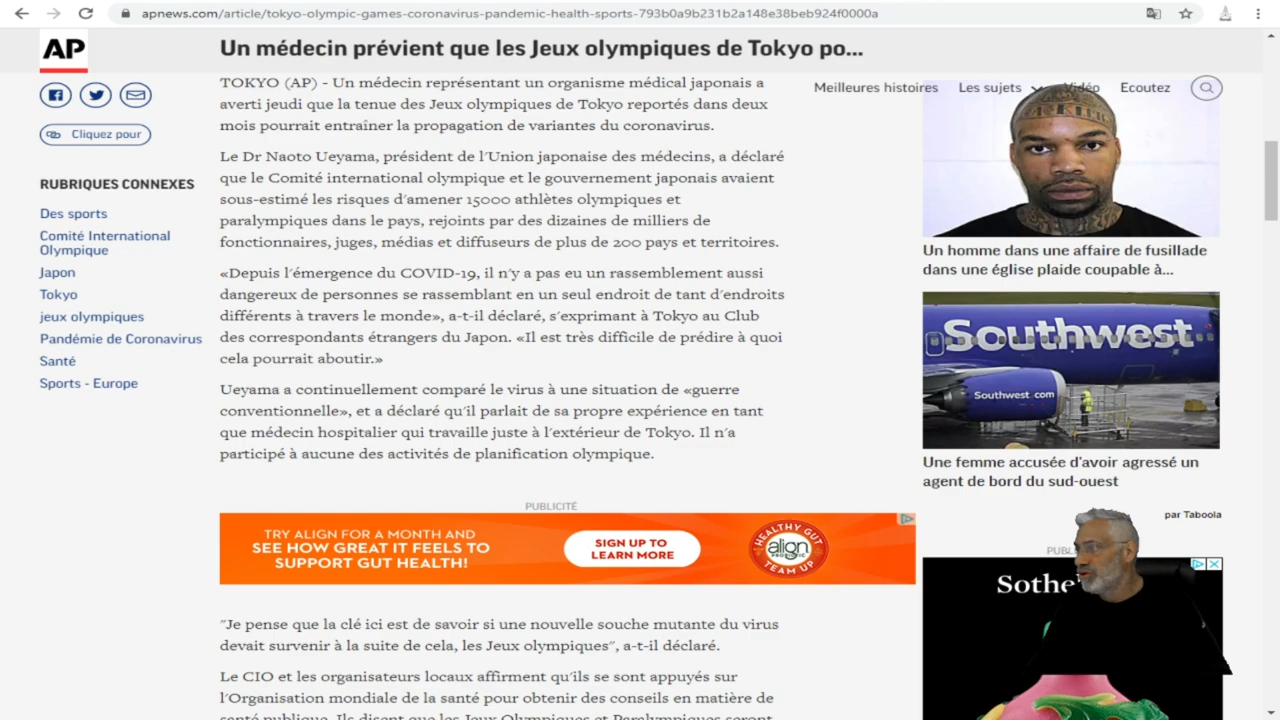 apnews.com/article/tokyo-olympic-games-coronavirus-pandemic-health-sports-793b0a9b231b2a148e38beb924f0000a
AP
Un médecin prévient que les Jeux olympiques de Tokyo po...
Meilleures histoires
Les sujets
Vidéo
Ecoutez
Cliquez pour
RUBRIQUES CONNEXES
Des sports
Comité International
Olympique
Japon
Tokyo
jeux olympiques
Pandémie de Coronavirus
Santé
Sports - Europe
TOKYO (AP) - Un médecin représentant un organisme médical japonais a
averti jeudi que la tenue des Jeux olympiques de Tokyo reportés dans deux
mois pourrait entraîner la propagation de variantes du coronavirus.
Le Dr Naoto Ueyama, président de l'Union japonaise des médecins, a déclaré
que le Comité international olympique et le gouvernement japonais avaient
sous-estimé les risques d'amener 15000 athlètes olympiques et
paralympiques dans le pays, rejoints par des dizaines de milliers de
fonctionnaires, juges, médias et diffuseurs de plus de 200 pays et territoires.
«Depuis l'émergence du COVID-19, il n'y a pas eu un rassemblement aussi
dangereux de personnes se rassemblant en un seul endroit de tant d'endroits
différents à travers le monde», a-t-il déclaré, s'exprimant à Tokyo au Club
des correspondants étrangers du Japon. «Il est très difficile de prédire à quoi
cela pourrait aboutir.»
Ueyama a continuellement comparé le virus à une situation de «guerre
conventionnelle», et a déclaré qu'il parlait de sa propre expérience en tant
que médecin hospitalier qui travaille juste à l'extérieur de Tokyo. Il n'a
participé à aucune des activités de planification olympique.
PUBLICITÉ
TRY ALIGN FOR A MONTH AND
SEE HOW GREAT IT FEELS TO
SUPPORT GUT HEALTH!
SIGN UP TO
LEARN MORE
HEALTHY GUT
align
PROBIOTIC
TEAM UP
"Je pense que la clé ici est de savoir si une nouvelle souche mutante du virus
devait survenir à la suite de cela, les Jeux olympiques", a-t-il déclaré.
Le CIO et les organisateurs locaux affirment qu'ils se sont appuyés sur
l'Organisation mondiale de la santé pour obtenir des conseils en matière de
santé publique. Ils disent que les Jeux Olympiques et Paralympiques seront
Un homme dans une affaire de fusillade
dans une église plaide coupable à...
Southwest
Southwest.com
Une femme accusée d'avoir agressé un
agent de bord du sud-ouest
par Taboola
PUBL
Sothe